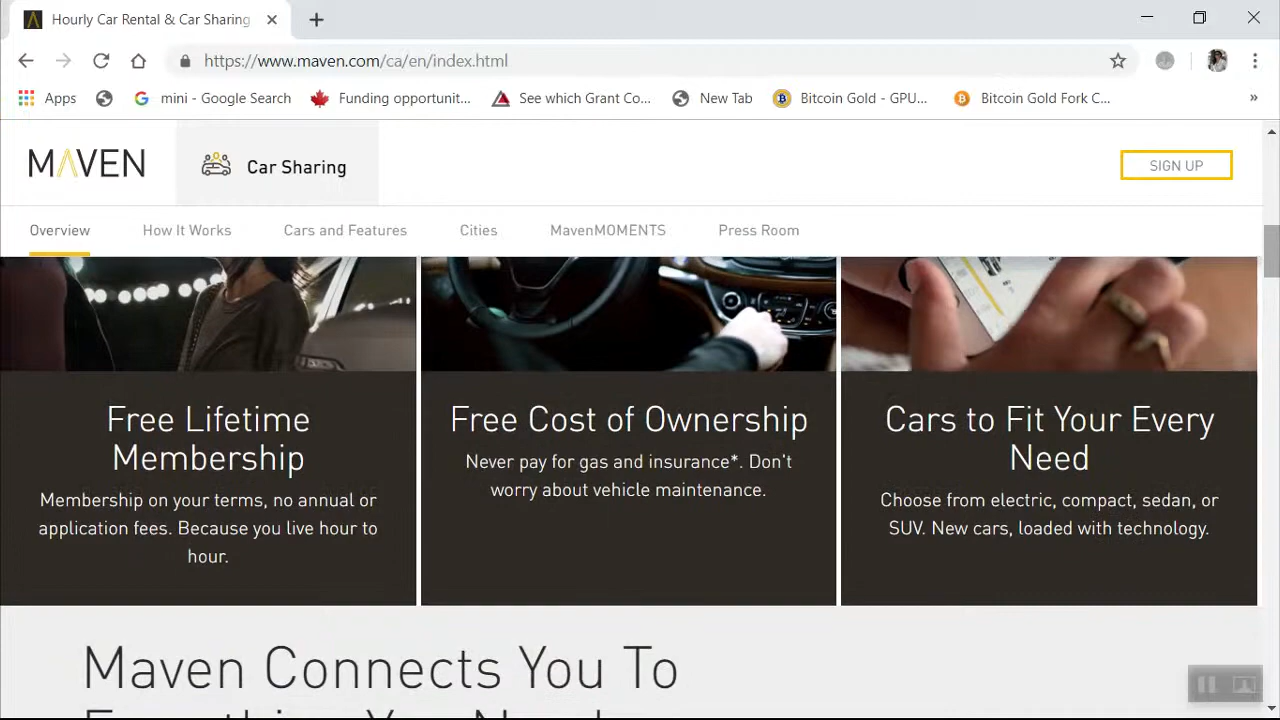 Hourly Car Rental & Car Sharing
https://www.maven.com/ca/en/index.html
Apps
mini - Google Search
Funding opportunit...
See which Grant Co...
New Tab
Bitcoin Gold - GPU...
Bitcoin Gold Fork C...
»
MAVEN
Car Sharing
SIGN UP
Overview
How It Works
Cars and Features
Cities
MavenMOMENTS
Press Room
Free Lifetime
Membership
Membership on your terms, no annual or
application fees. Because you live hour to
hour.
Free Cost of Ownership
Never pay for gas and insurance*. Don't
worry about vehicle maintenance.
Cars to Fit Your Every
Need
Choose from electric, compact, sedan, or
SUV. New cars, loaded with technology.
Maven Connects You To